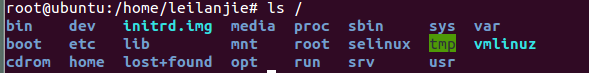 root@ubuntu:/home/leilanjie# ls /
bin dev initrd.img media proc sbin sys var
boot etc lib mnt root selinux tmp vmlinuz
cdrom home lost+found opt run srv usr